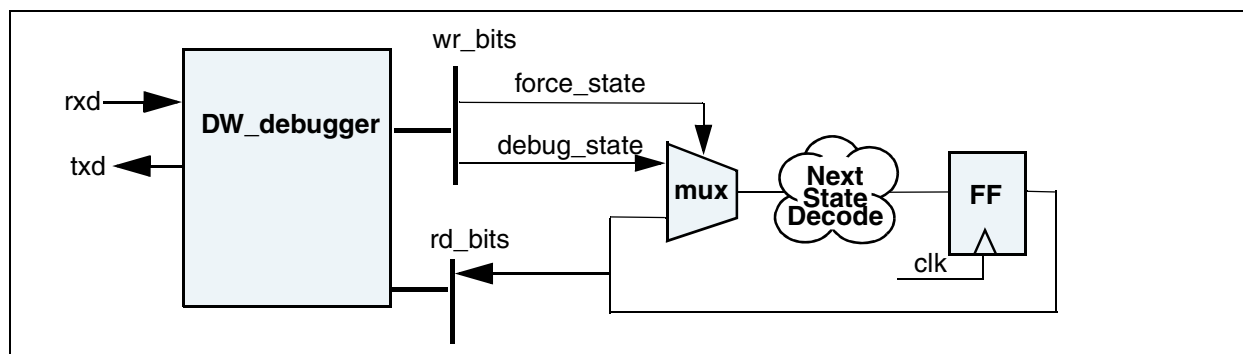 wr_bits
force_state
rxd
DW_debugger
debug_state
txd
mux
Next
State
Decode
FF
rd_bits
clk